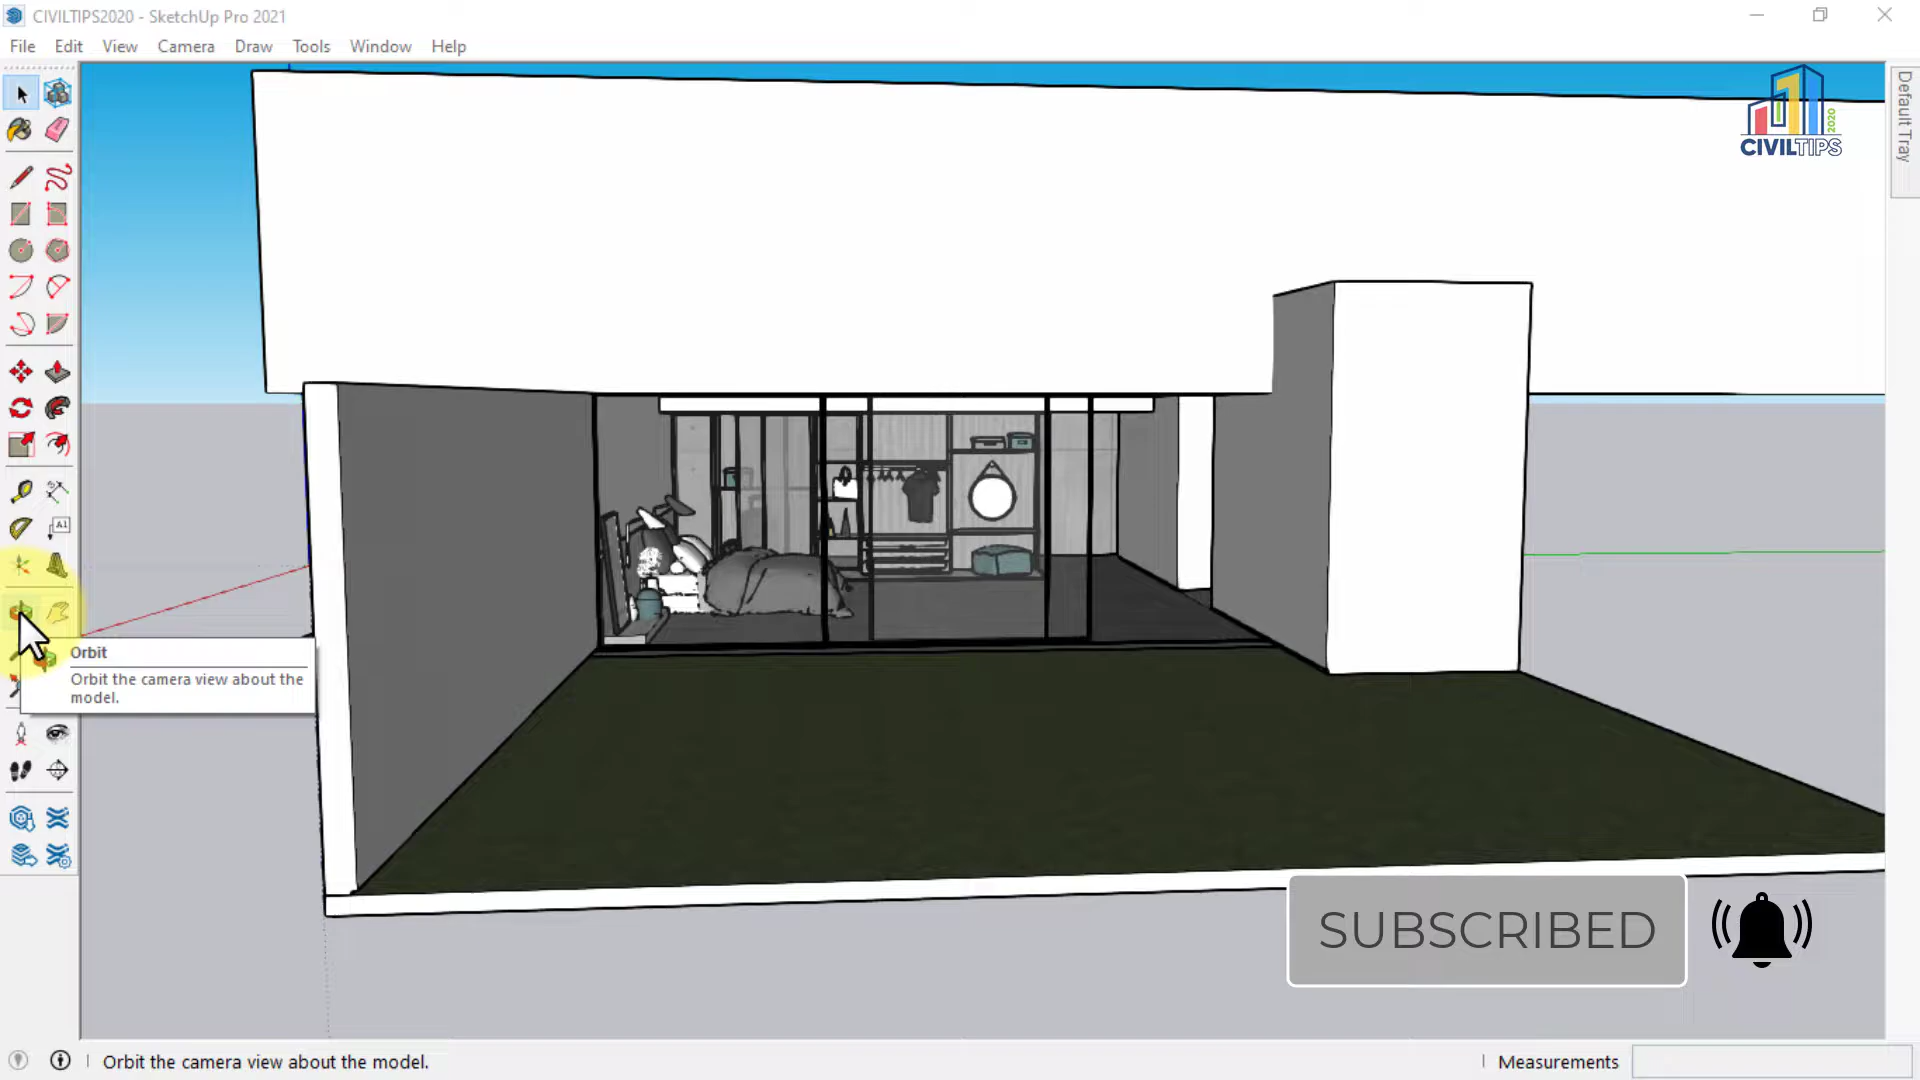 CIVILTIPS2020 - SketchUp Pro 2021
File Edit View Camera Draw Tools Window Help
Default Tray
2020
CIVILTIPS
A1
Orbit
Orbit the camera view about the
model.
SUBSCRIBED
Orbit the camera view about the model.
Measurements